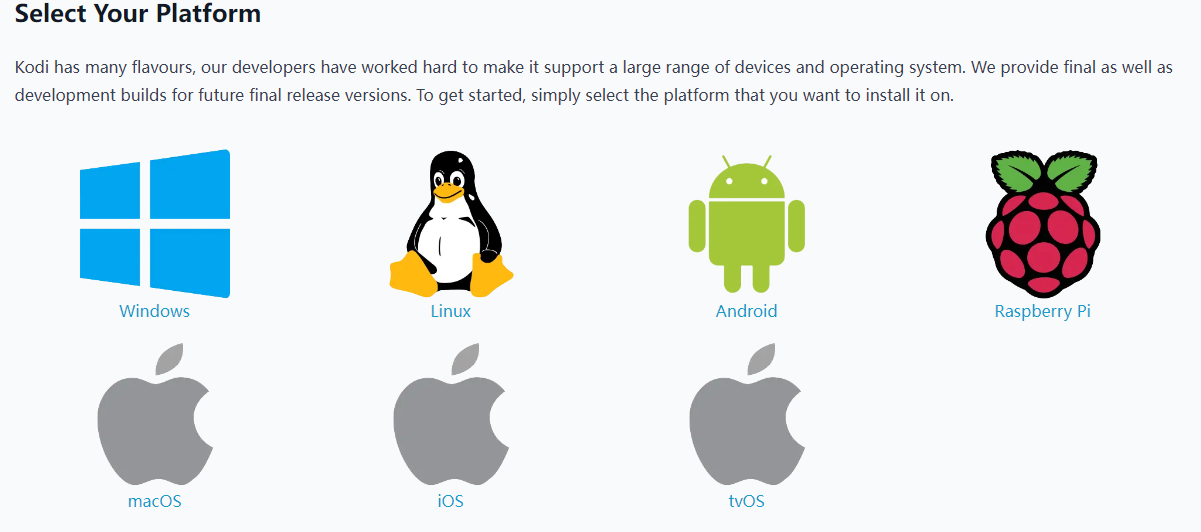 Select Your Platform
Kodi has many flavours, our developers have worked hard to make it support a large range of devices and operating system. We provide final as well as
development builds for future final release versions. To get started, simply select the platform that you want to install it on.
Windows
Linux
Android
Raspberry Pi
macOS
iOS
tvOS